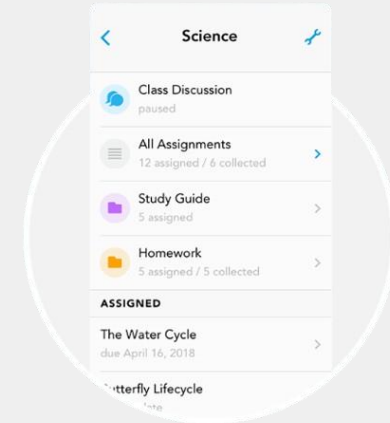 Science
Class Discussion
paused
All Assignments
12 assigned / 6 collected
Study Guide
5 assigned
Homework
5 assigned / 5 collected
ASSIGNED
The Water Cycle
due April 16, 2018
Lifecycle